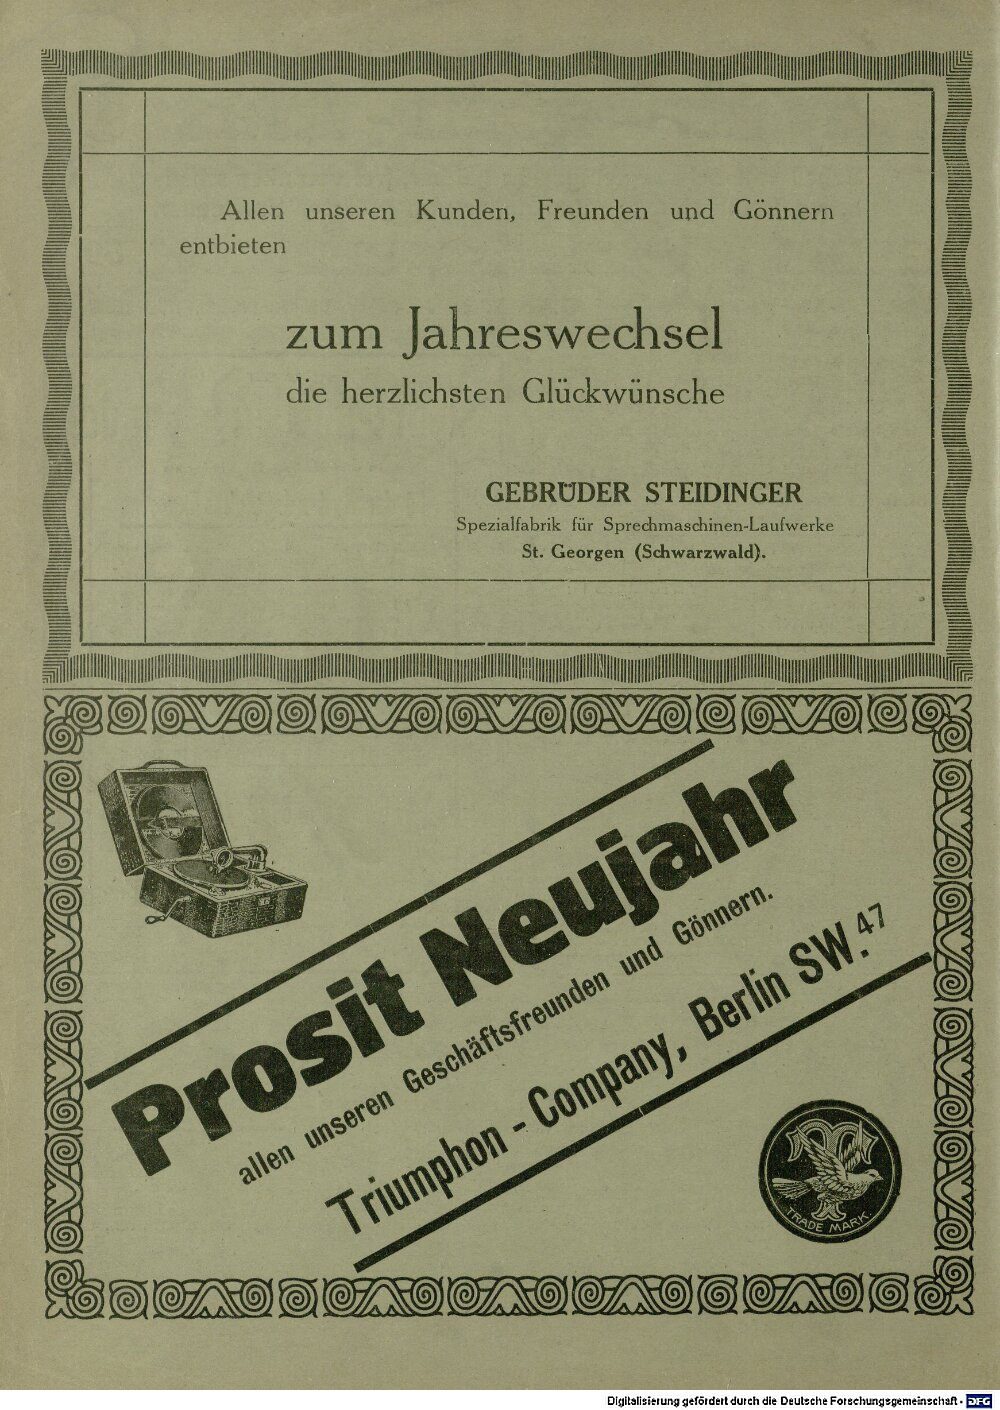 Allen unseren Kunden, Freunden und Gönnern
entbieten
zum Jahreswechsel
die herzlichsten Glückwünsche
GEBRÜDER STEIDINGER
Spezialfabrik für Sprechmaschinen-Laufwerke
St. Georgen (Schwarzwald).
Prosit Neujahr
allen unseren Geschäftsfreunden und Gönnern.
Triumphon - Company, Berlin SW. 47
TRADE MARK.
Digitalisierung gefördert durch die Deutsche Forschungsgemeinschaft - DFG